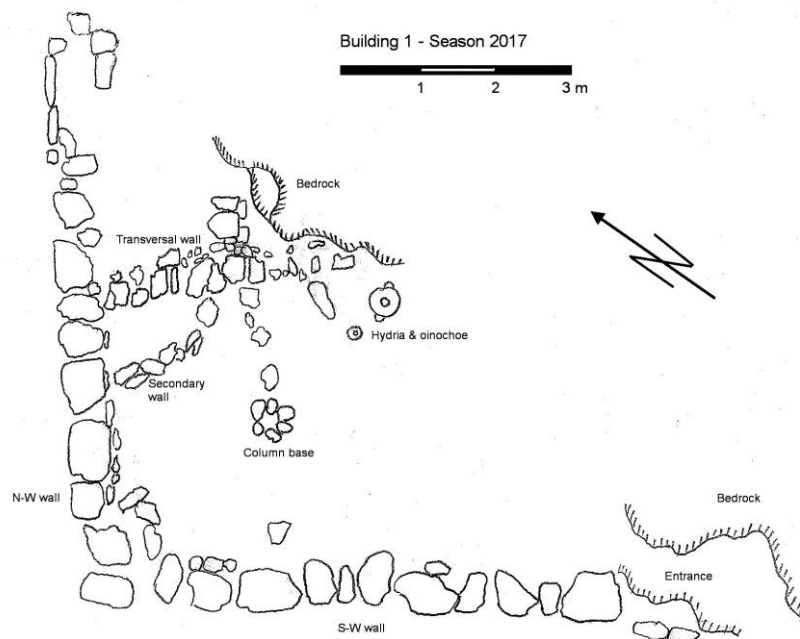 Building 1 - Season 2017
1 2 3 m
Bedrock
Transversal wall
Hydria & oinochoe
Secondary
wall
Column base
N-W wall
Bedrock
Entrance
S-W wall